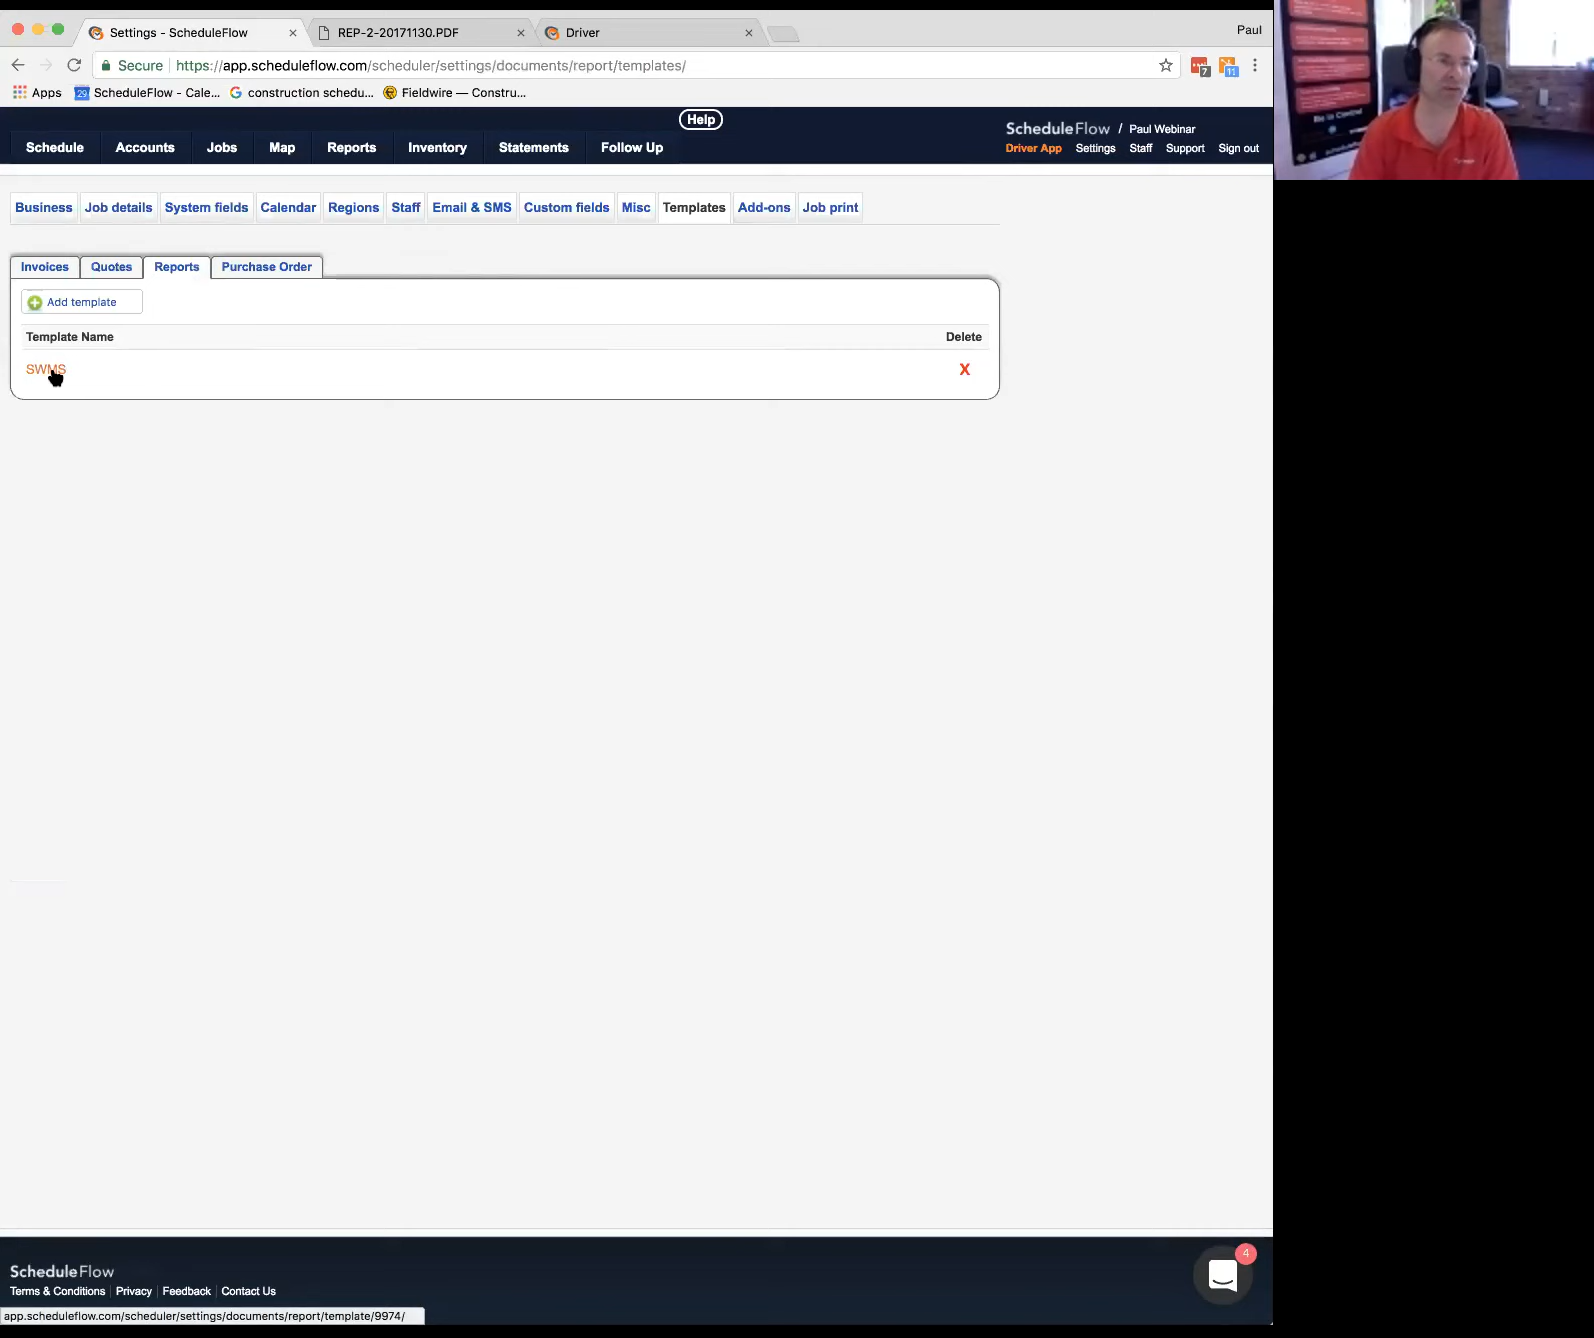 Settings - ScheduleFlow
REP-2-20171130.PDF
Driver
Paul
Secure https://app.scheduleflow.com/scheduler/settings/documents/report/templates/
7
11
Apps
29 ScheduleFlow - Cale...
construction schedu...
Fieldwire — Constru...
Help
ScheduleFlow / Paul Webinar
Schedule Accounts Jobs Map Reports Inventory Statements Follow Up
Driver App Settings Staff Support Sign out
Business Job details System fields Calendar Regions Staff Email & SMS Custom fields Misc Templates Add-ons Job print
Invoices Quotes Reports Purchase Order
Add template
Template Name Delete
SWMS X
4
ScheduleFlow
Terms & Conditions Privacy Feedback Contact Us
app.scheduleflow.com/scheduler/settings/documents/report/template/9974/